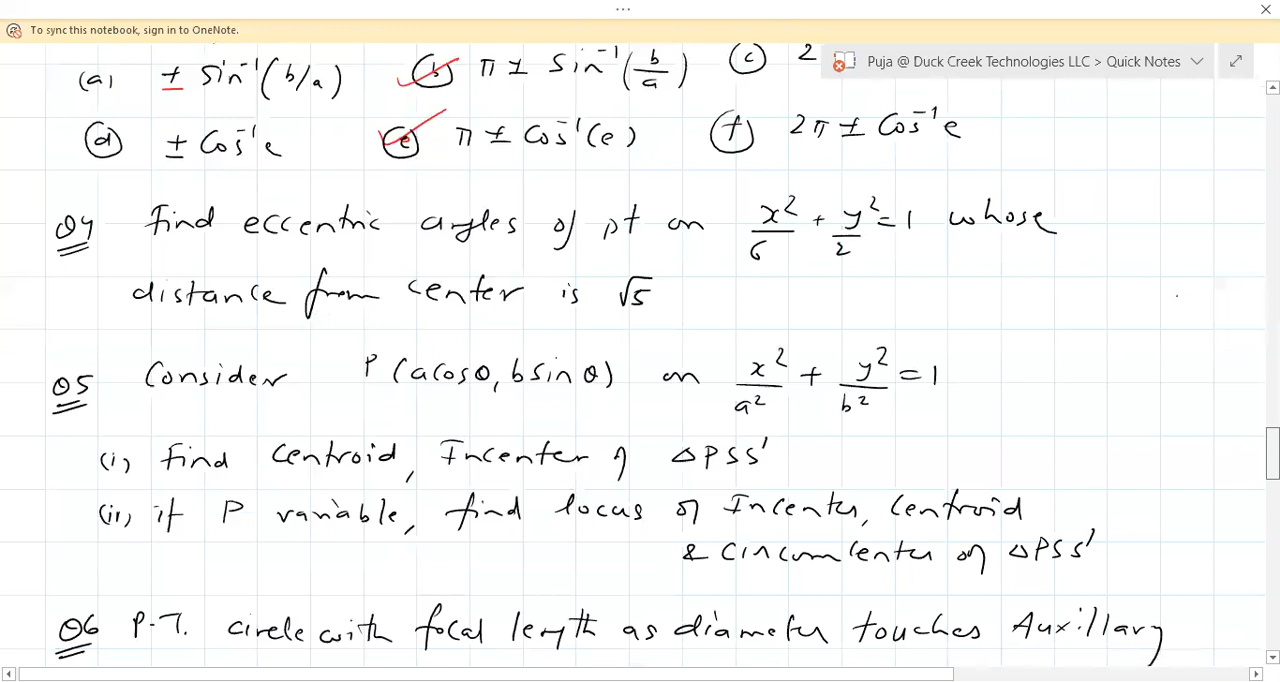 ...
To sync this notebook, sign in to OneNote.
Puja @ Duck Creek Technologies LLC > Quick Notes
(a) ± sin⁻¹(b/a) (b) π ± sin⁻¹(b/a) (c) 2
(d) ± Cos⁻¹e (e) π ± Cos⁻¹(e) (f) 2π ± Cos⁻¹e
Q4 Find eccentric angles of pt on x²/6 + y²/2 = 1 whose
distance from center is √5
Q5 Consider P(acosθ, bsinθ) on x²/a² + y²/b² = 1
(i) Find Centroid, Incenter of ΔPSS'
(ii) if P variable, find locus of Incenter, Centroid
& Circumcenter of ΔPSS'
Q6 P.T. circle with focal length as diameter touches Auxillary